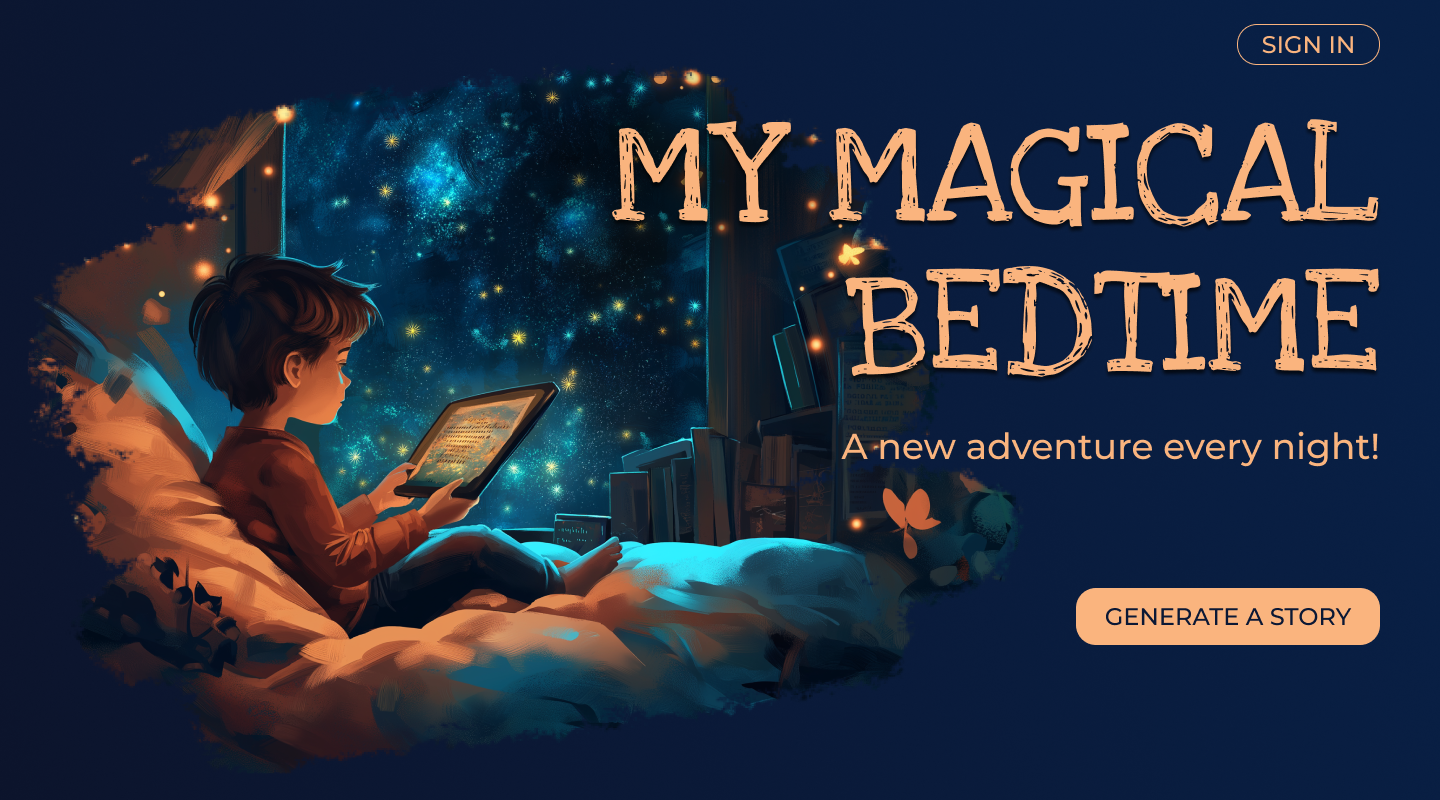 SIGN IN
MY MAGICAL
BEDTIME
A new adventure every night!
GENERATE A STORY